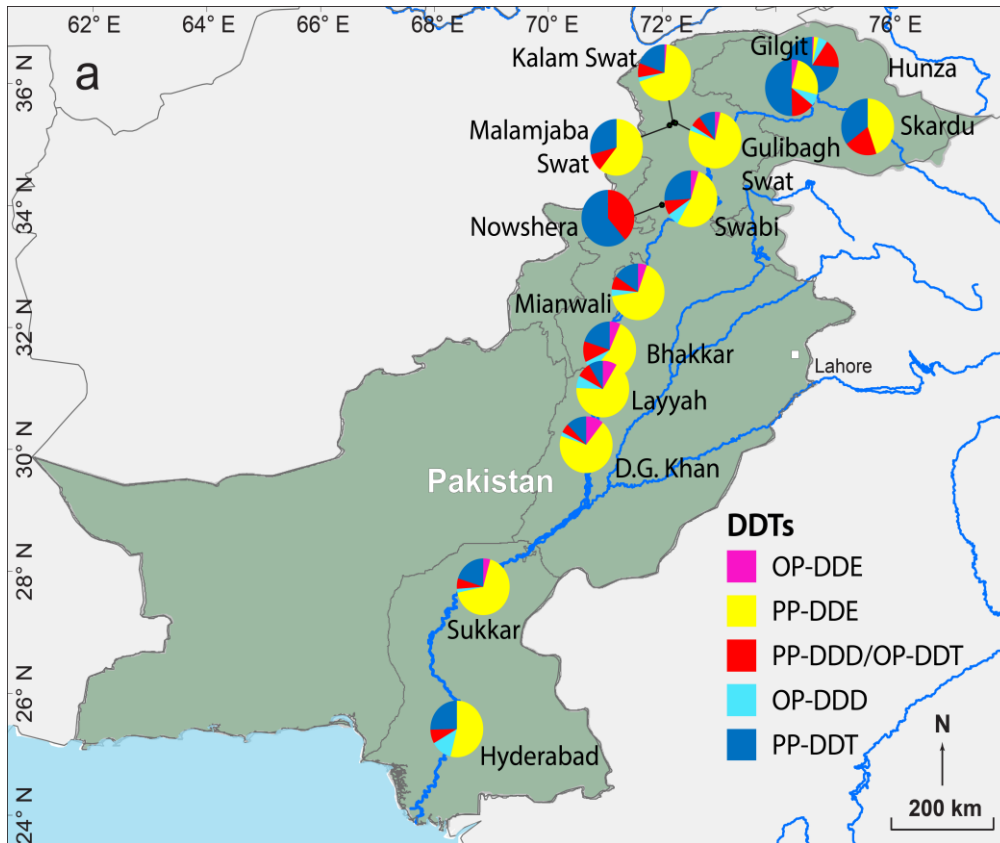 62° E
64° E
66° E
68° E
70° E
72° E
76° E
a
36° N
34° N
32° N
30° N
28° N
26° N
24° N
Kalam Swat
Gilgit
Hunza
Malamjaba
Swat
Skardu
Gulibagh
Swat
Nowshera
Swabi
Mianwali
Bhakkar
Lahore
Layyah
D.G. Khan
Pakistan
Sukkar
Hyderabad
DDTs
OP-DDE
PP-DDE
PP-DDD/OP-DDT
OP-DDD
PP-DDT
N
200 km